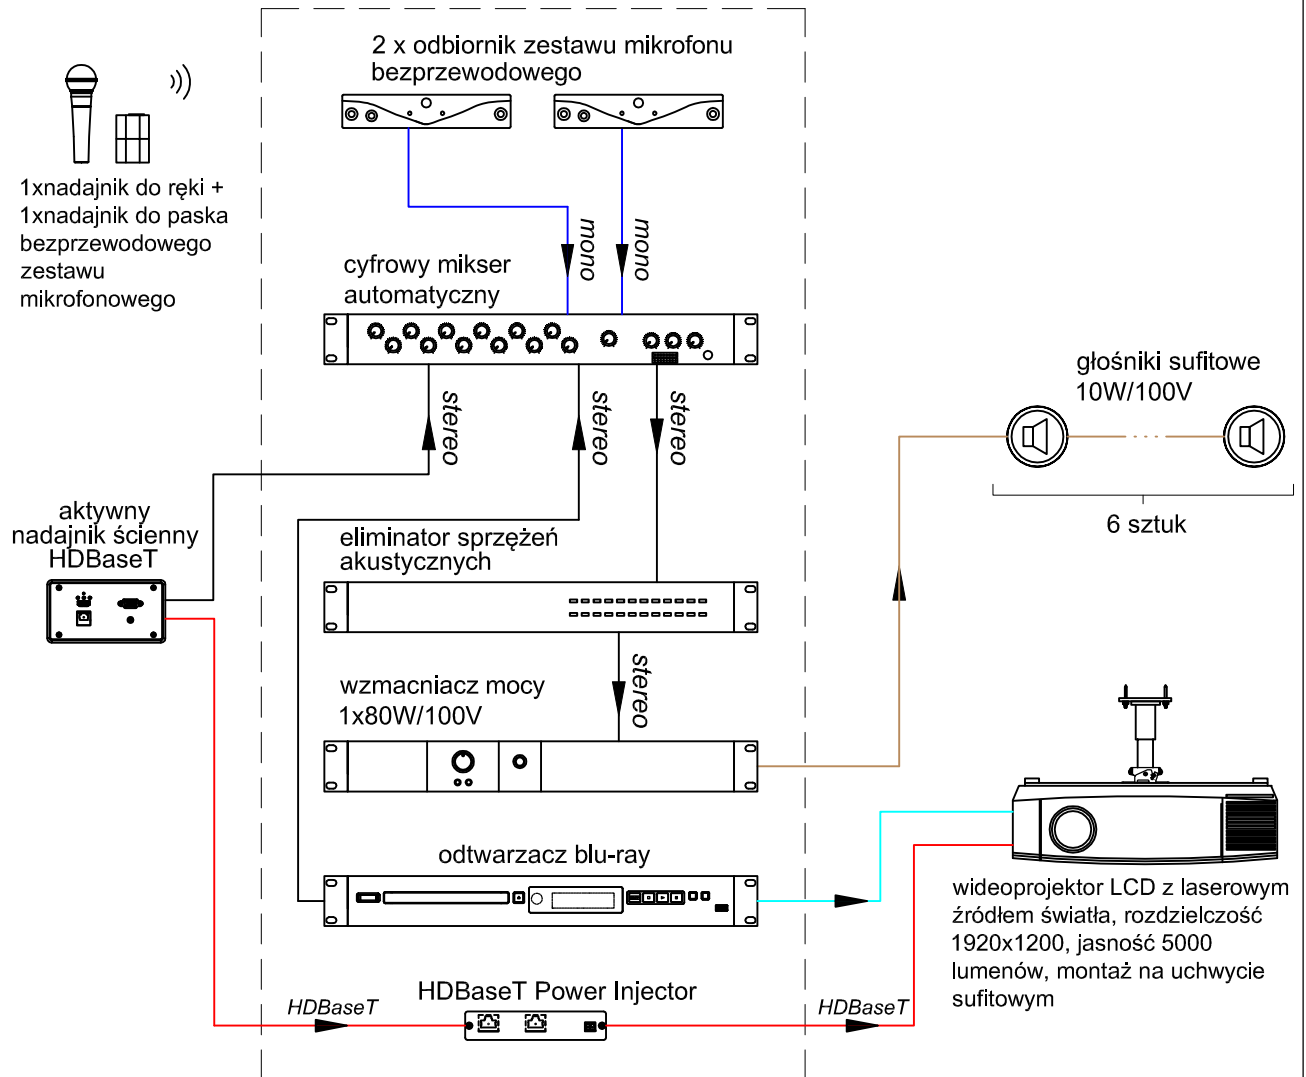 2 x odbiornik zestawu mikrofonu
bezprzewodowego
1xnadajnik do ręki +
1xnadajnik do paska
bezprzewodowego
zestawu
mikrofonowego
mono
mono
cyfrowy mikser
automatyczny
stereo
stereo
stereo
głośniki sufitowe
10W/100V
6 sztuk
aktywny
nadajnik ścienny
HDBaseT
eliminator sprzężeń
akustycznych
stereo
wzmacniacz mocy
1x80W/100V
odtwarzacz blu-ray
wideoprojektor LCD z laserowym
źródłem światła, rozdzielczość
1920x1200, jasność 5000
lumenów, montaż na uchwycie
sufitowym
HDBaseT
HDBaseT Power Injector
HDBaseT